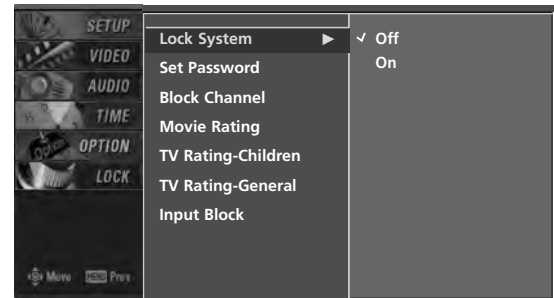 SETUP
VIDEO
AUDIO
TIME
OPTION
Option
LOCK
Move MENU Prev
Lock System ▶
Set Password
Block Channel
Movie Rating
TV Rating-Children
TV Rating-General
Input Block
✓ Off
On